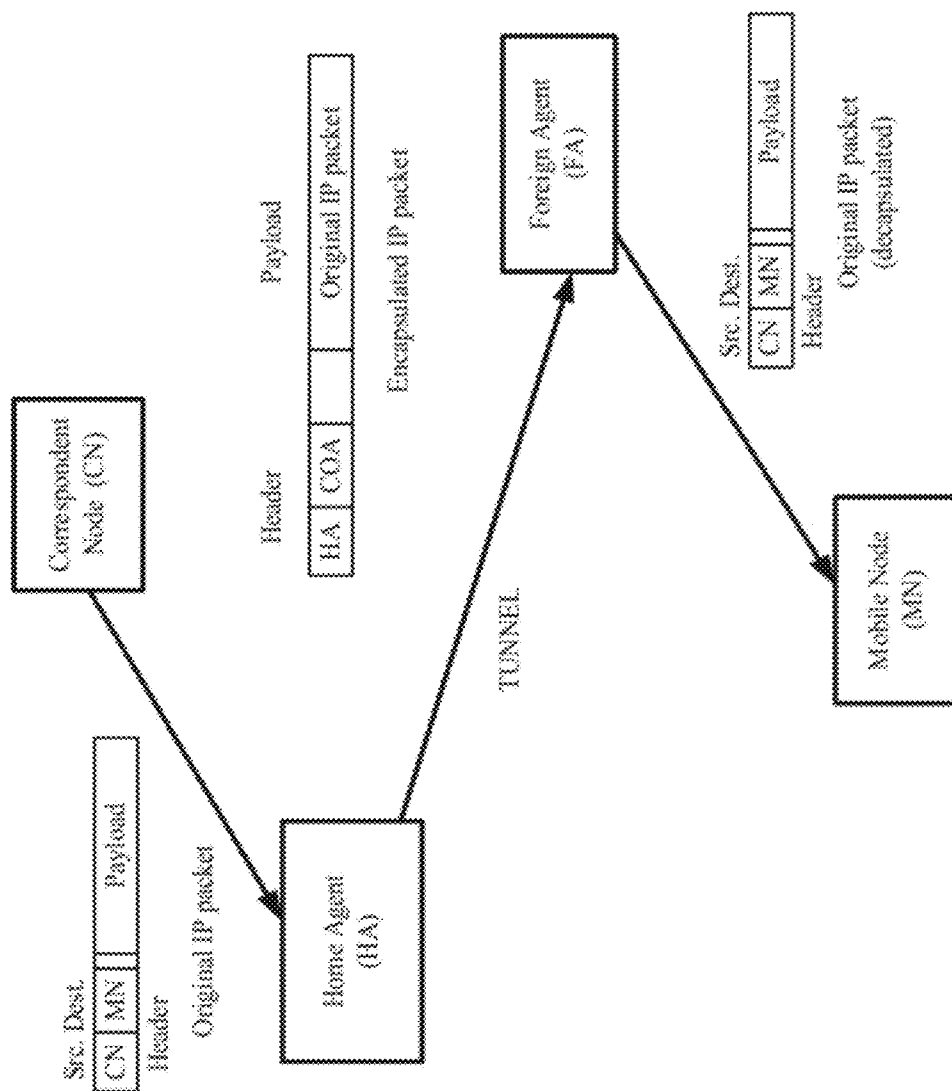 Correspondent
Node (CN)
Src. Dest.
CN MN Payload
Header
Original IP packet
Header Payload
HA COA Original IP packet
Encapsulated IP packet
Home Agent
(HA)
TUNNEL
Foreign Agent
(FA)
Src. Dest.
CN MN Payload
Header
Original IP packet
(decapsulated)
Mobile Node
(MN)